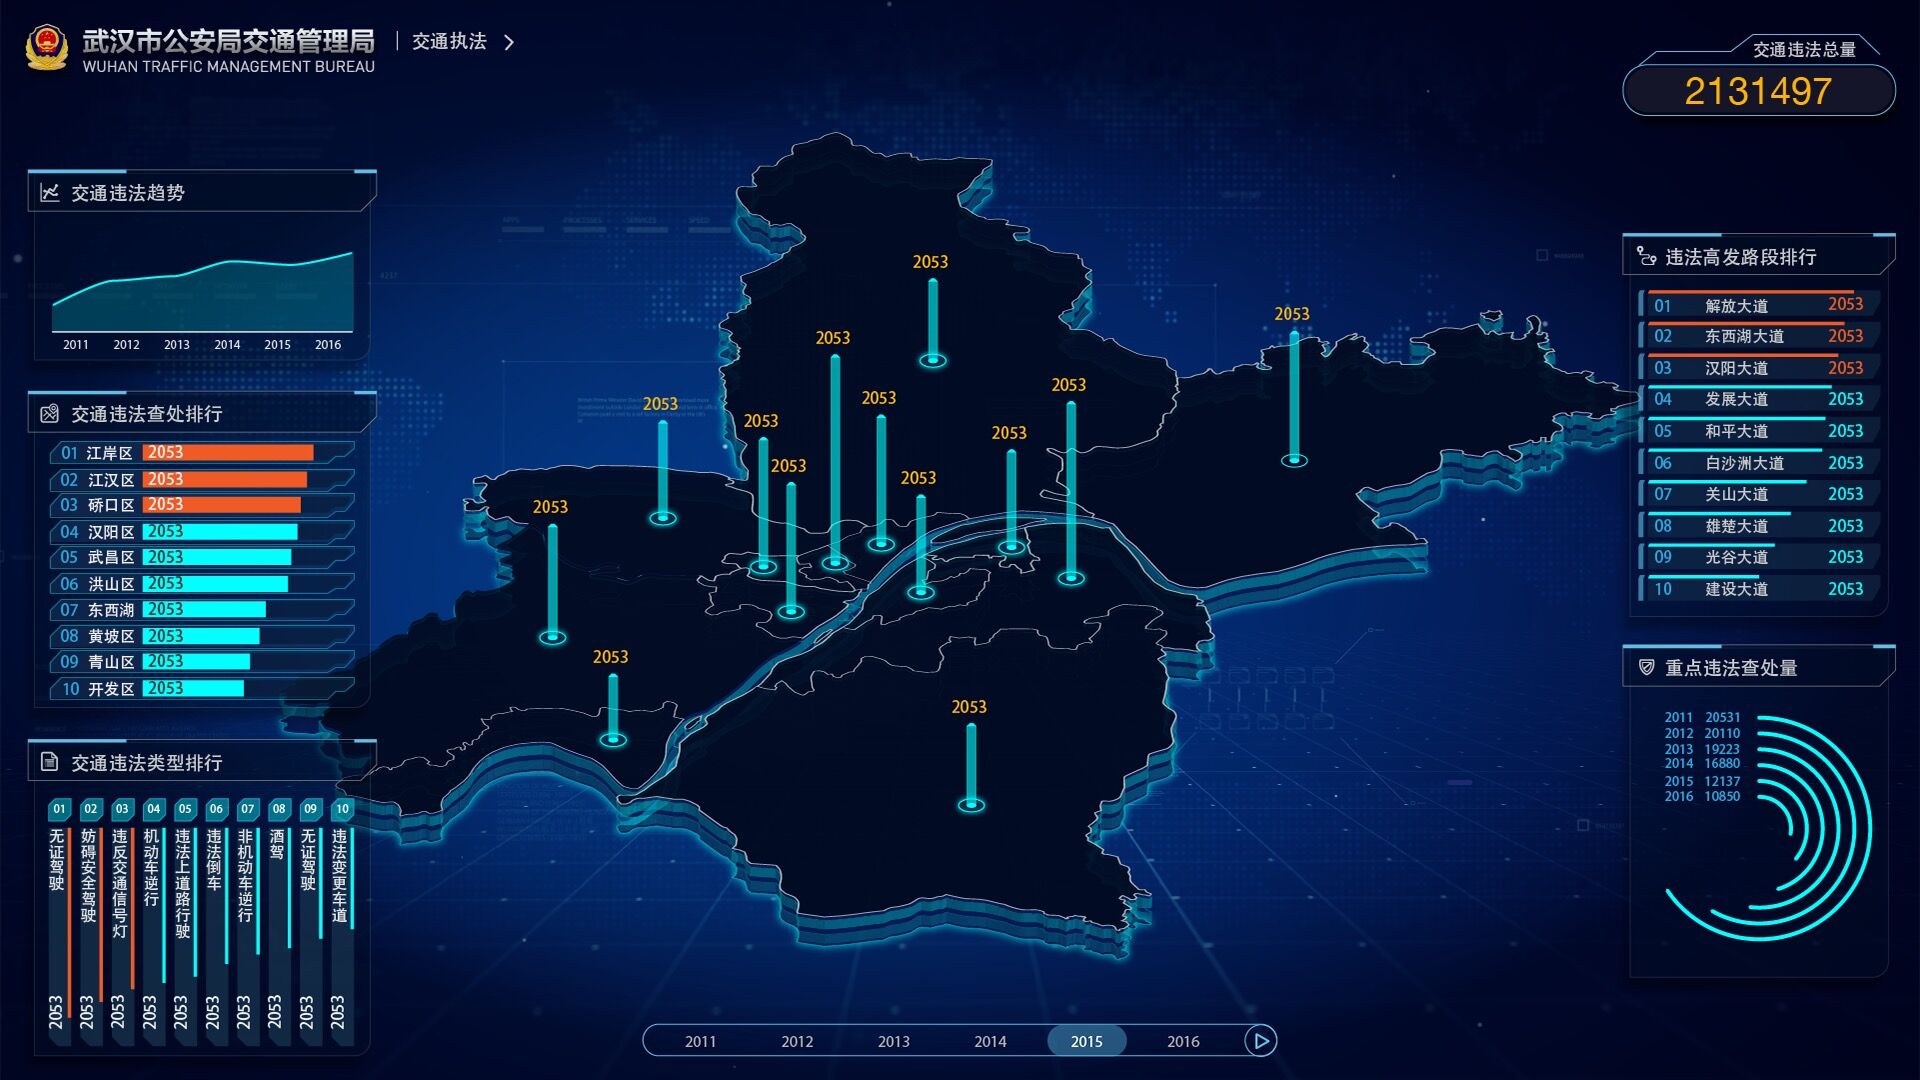 武汉市公安局交通管理局
WUHAN TRAFFIC MANAGEMENT BUREAU
交通执法
交通违法总量
2131497
交通违法趋势
2011 2012 2013 2014 2015 2016
交通违法查处排行
01 江岸区 2053
02 江汉区 2053
03 硚口区 2053
04 汉阳区 2053
05 武昌区 2053
06 洪山区 2053
07 东西湖 2053
08 黄坡区 2053
09 青山区 2053
10 开发区 2053
交通违法类型排行
01 无证驾驶 2053
02 妨碍安全驾驶 2053
03 违反交通信号灯 2053
04 机动车逆行 2053
05 违法上道路行驶 2053
06 违法倒车 2053
07 非机动车逆行 2053
08 酒驾 2053
09 无证驾驶 2053
10 违法变更车道 2053
APPS PROCESSES SERVICES SPEED
2053
2053
2053
2053
2053
2053
2053
2053
2053
2053
2053
2053
2053
2053
2011 2012 2013 2014 2015 2016
违法高发路段排行
01 解放大道 2053
02 东西湖大道 2053
03 汉阳大道 2053
04 发展大道 2053
05 和平大道 2053
06 白沙洲大道 2053
07 关山大道 2053
08 雄楚大道 2053
09 光谷大道 2053
10 建设大道 2053
重点违法查处量
2011 20531
2012 20110
2013 19223
2014 16880
2015 12137
2016 10850